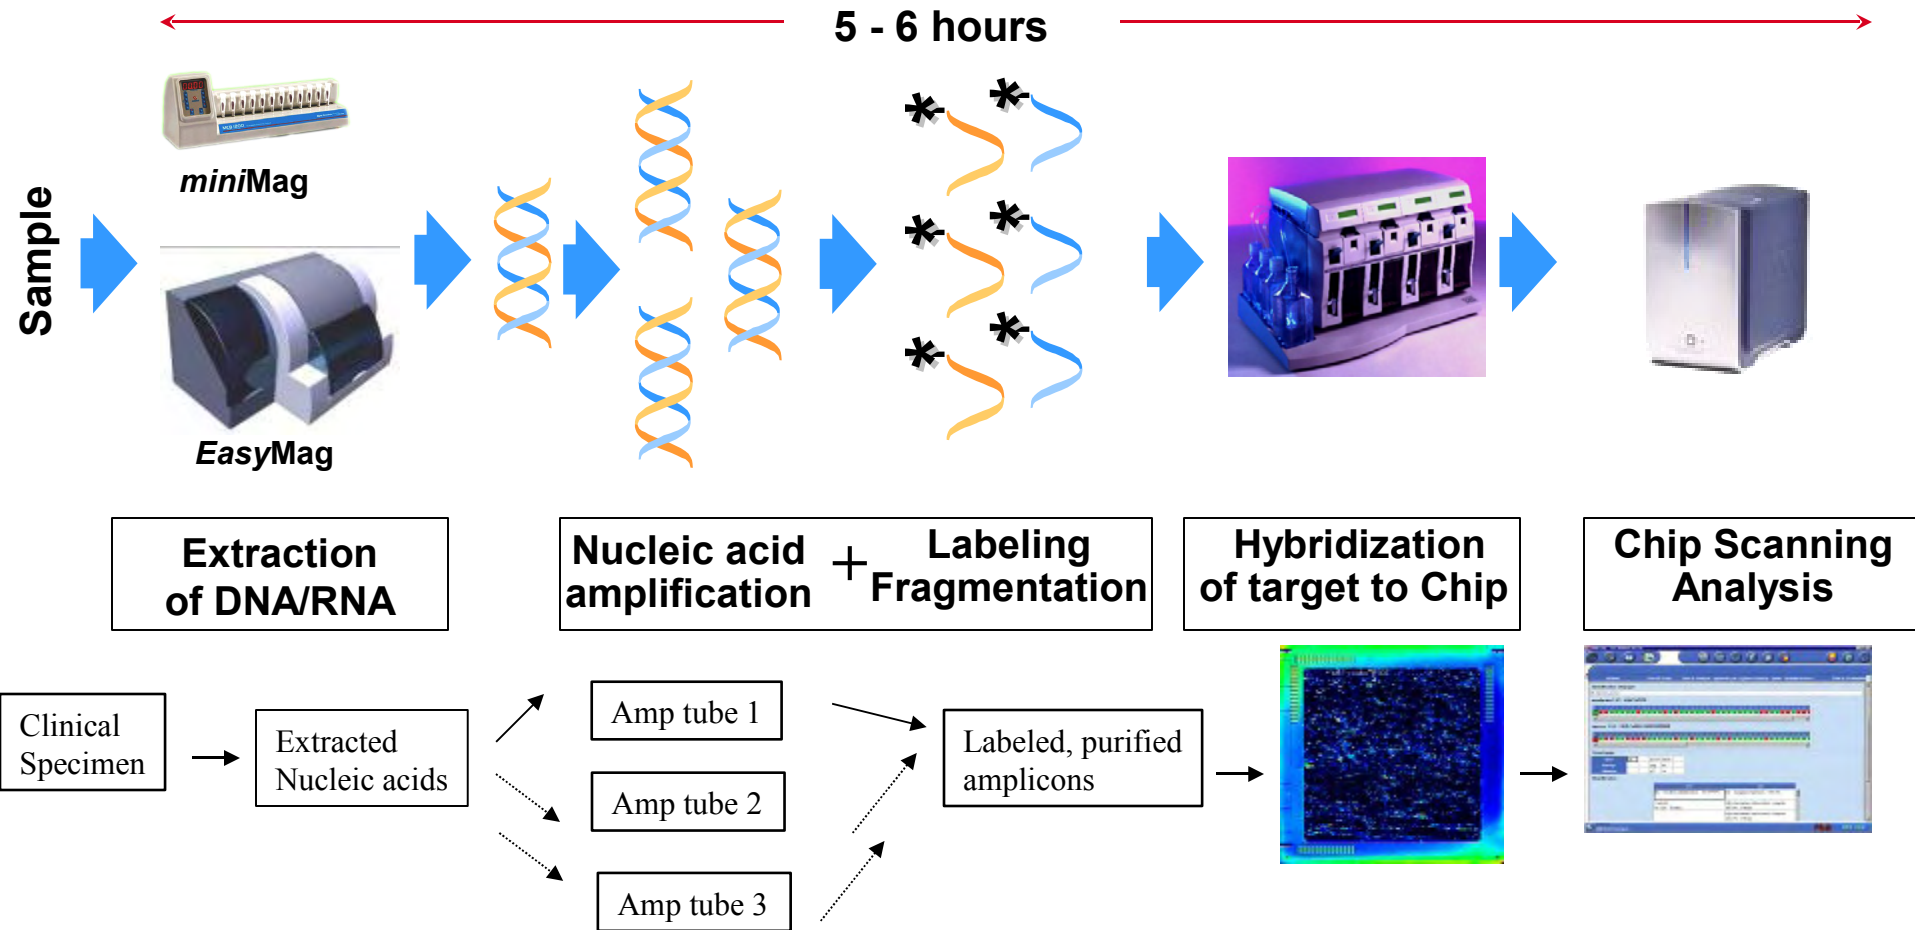 5 - 6 hours
Sample
miniMag
EasyMag
Extraction
of DNA/RNA
Nucleic acid
amplification
+
Labeling
Fragmentation
Hybridization
of target to Chip
Chip Scanning
Analysis
Clinical
Specimen
Extracted
Nucleic acids
Amp tube 1
Amp tube 2
Amp tube 3
Labeled, purified
amplicons